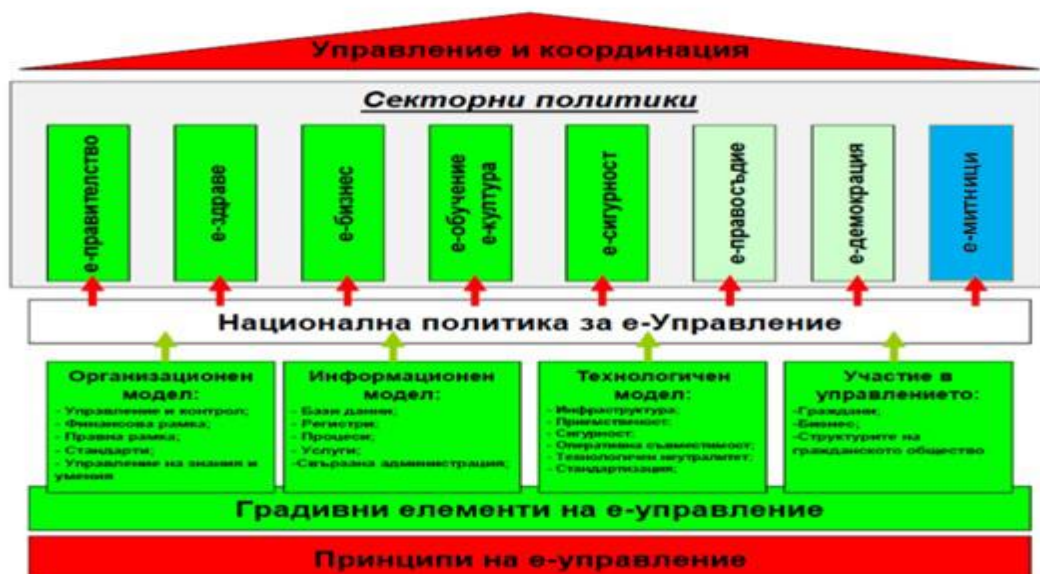 Управление и координация
Секторни политики
е-правителство
е-здраве
е-бизнес
е-обучение
е-култура
е-сигурност
е-правосъдие
е-демокрация
е-митници
Национална политика за е-Управление
Организационен
модел:
- Управление и контрол;
- Финансова рамка;
- Правна рамка;
- Стандарти;
- Управление на знания и
умения
Информационен
модел:
- Бази данни;
- Регистри;
- Процеси;
- Услуги;
-Свързана администрация;
Технологичен
модел:
- Инфраструктура;
- Приемственост;
- Сигурност;
- Оперативна съвместимост;
- Технологичен неутралитет;
- Стандартизация;
Участие в
управлението:
-Граждани;
-Бизнес;
-Структурите на
гражданското общество
Градивни елементи на е-управление
Принципи на е-управление